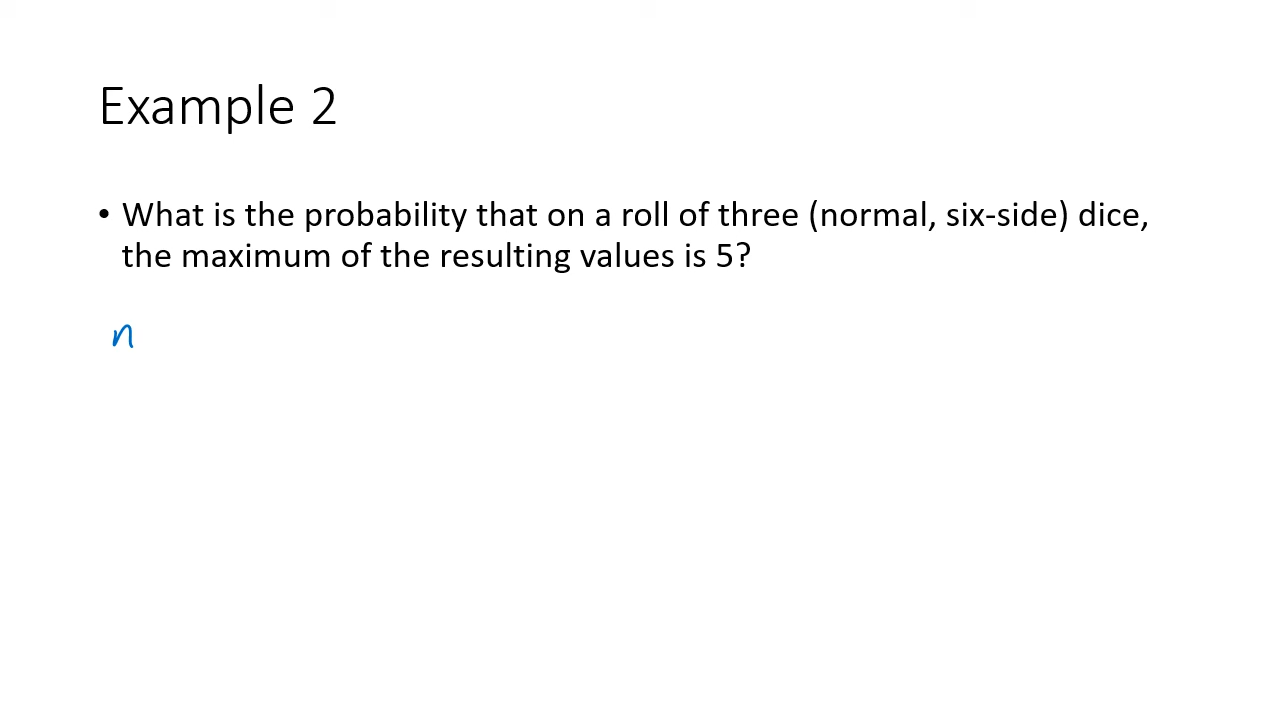 Example 2
• What is the probability that on a roll of three (normal, six-side) dice,
the maximum of the resulting values is 5?
n